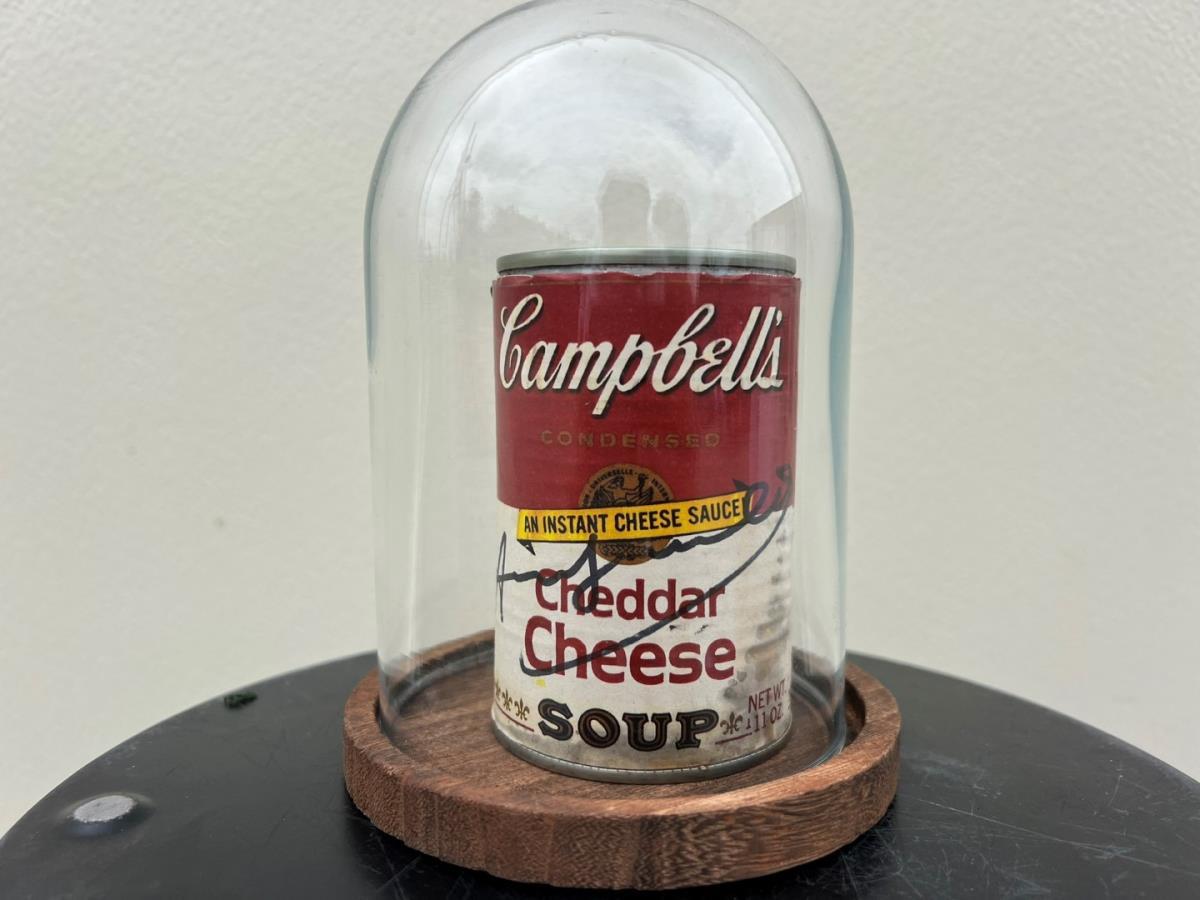 Campbell's
CONDENSED
AN INSTANT CHEESE SAUCE
Cheddar
Cheese
SOUP
NET WT.
11 OZ